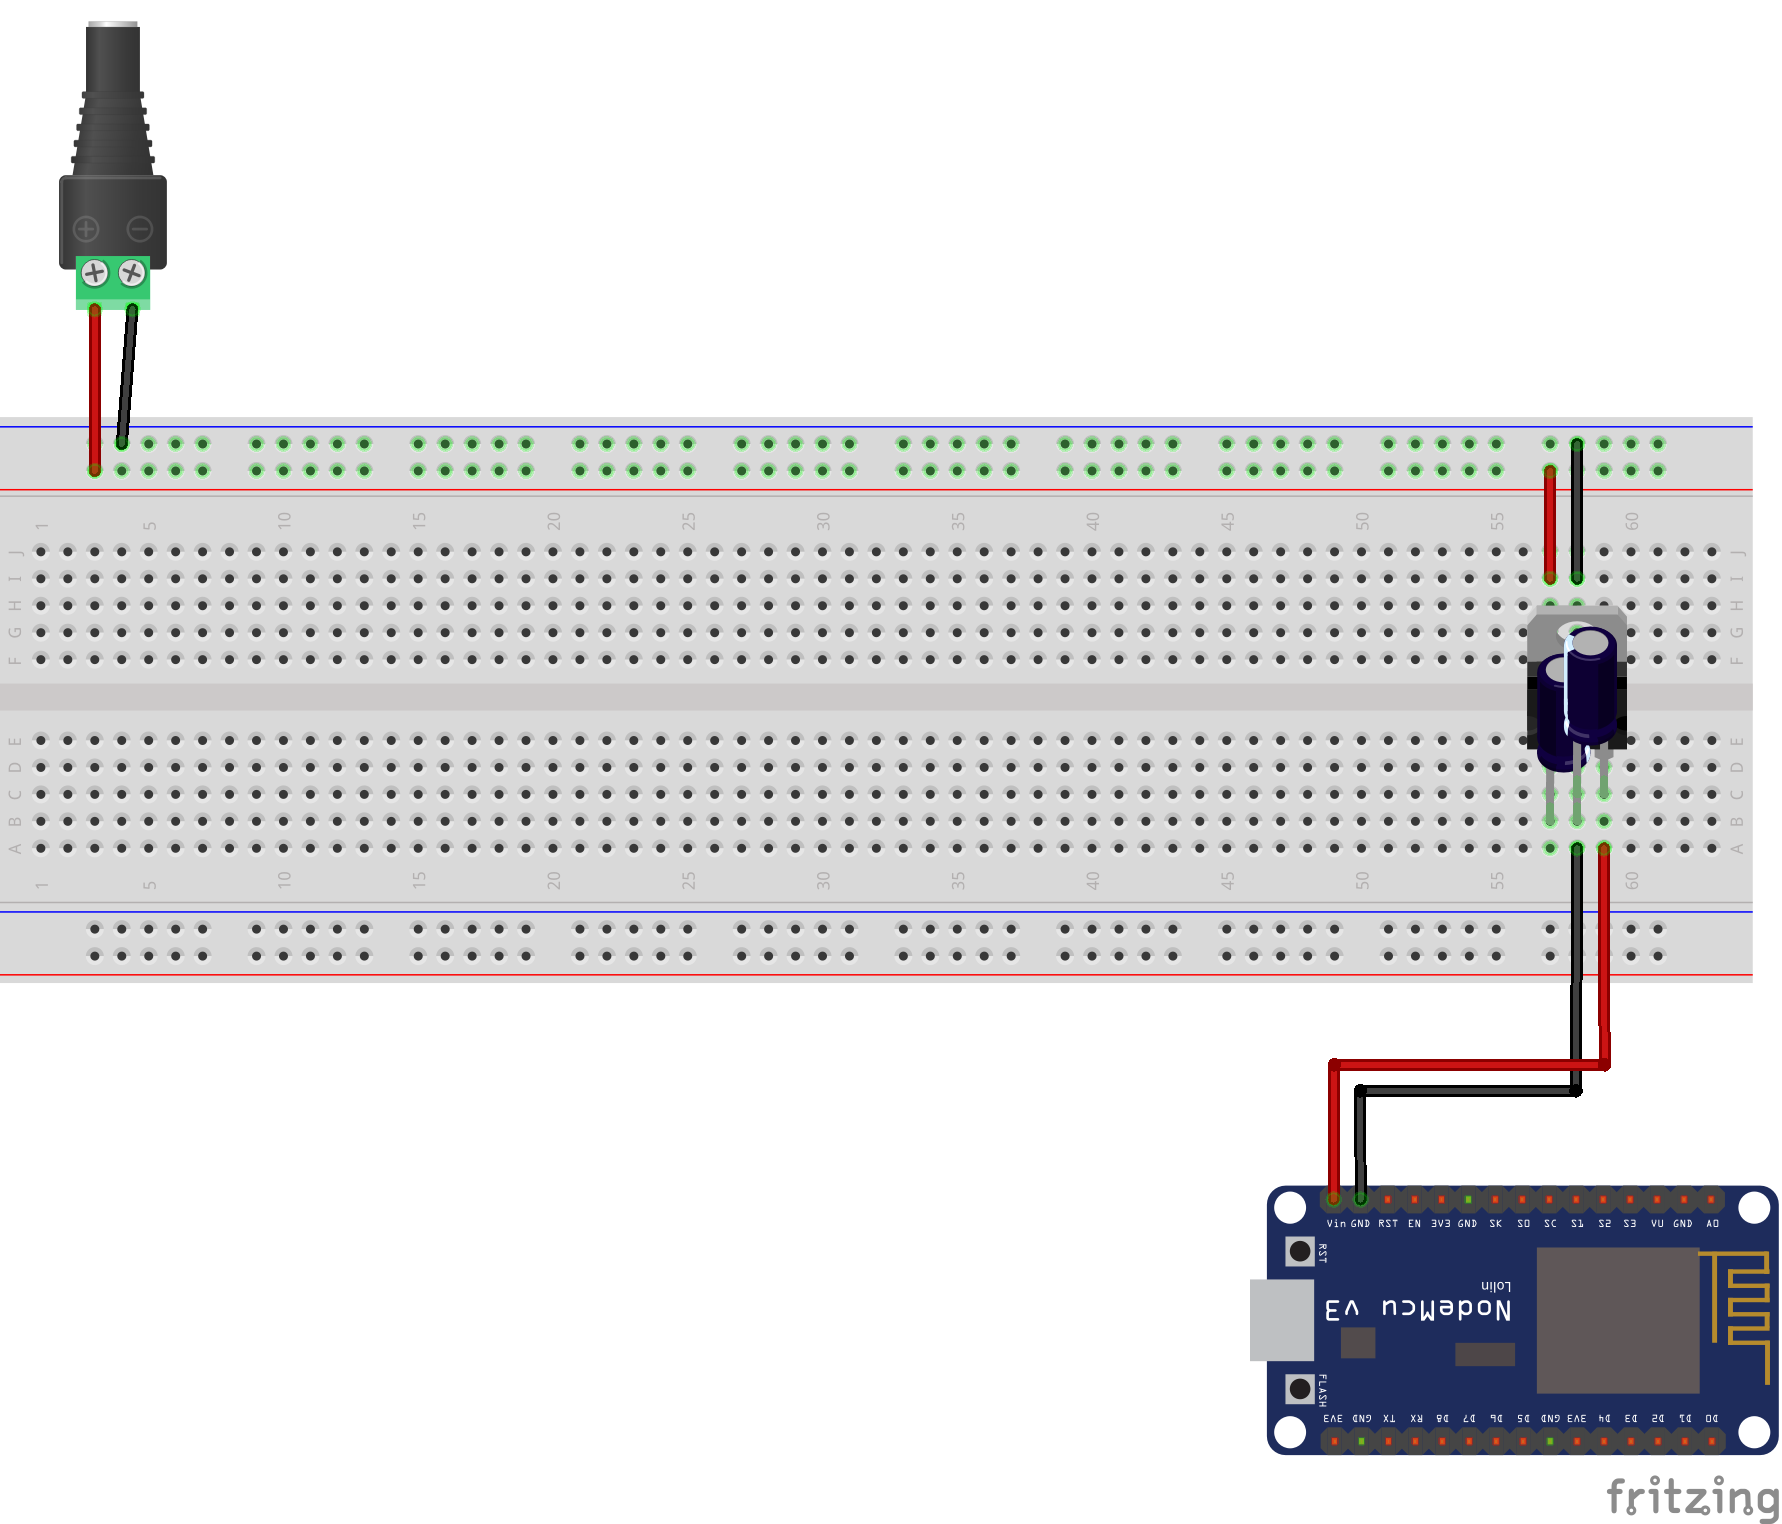 1 5 10 15 20 25 30 35 40 45 50 55 60
J J
I I
H H
G G
F F
E E
D D
C C
B B
A A
1 5 10 15 20 25 30 35 40 45 50 55 60
Vin GND RST EN 3V3 GND SK SO SC S1 S2 S3 VU GND A0
RST
Lolin
NodeMcu v3
FLASH
3V3 GND TX RX D8 D7 D6 D5 GND 3V3 D4 D3 D2 D1 D0
fritzing